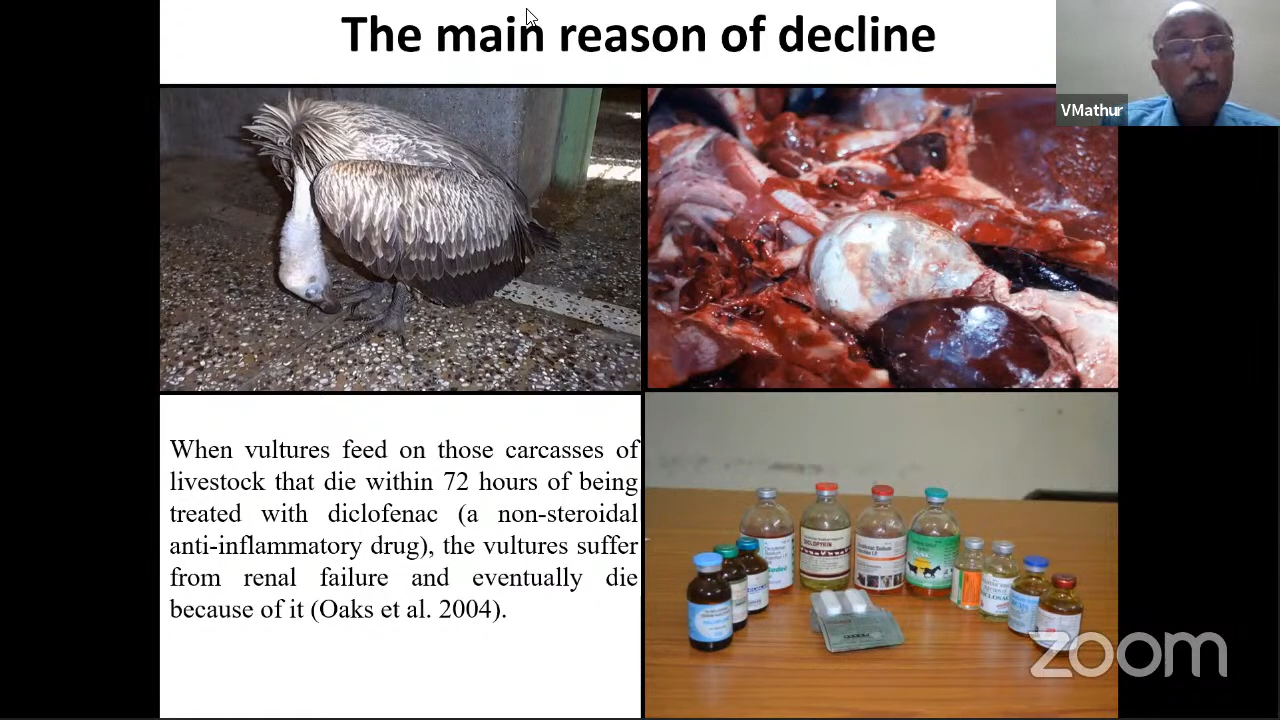 The main reason of decline
VMathur
When vultures feed on those carcasses of
livestock that die within 72 hours of being
treated with diclofenac (a non-steroidal
anti-inflammatory drug), the vultures suffer
from renal failure and eventually die
because of it (Oaks et al. 2004).
DICLOPYRIN
zoom